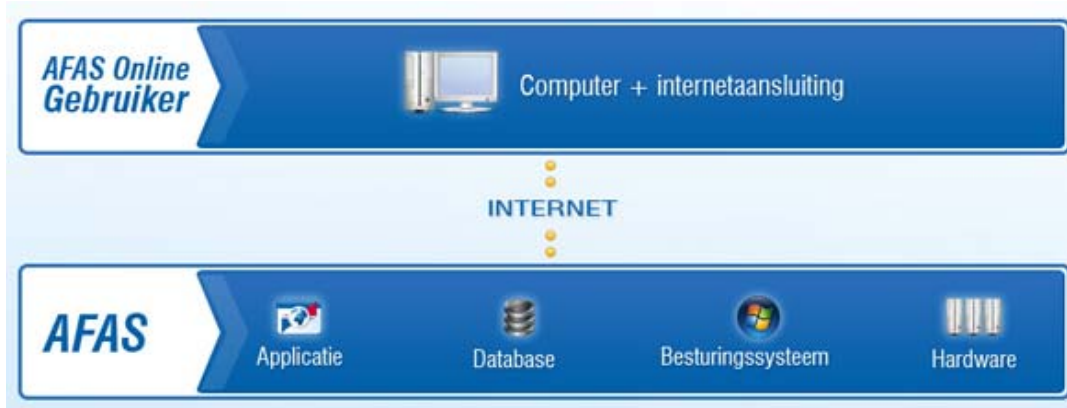 AFAS Online
Gebruiker
Computer + internetaansluiting
INTERNET
AFAS
Applicatie
Database
Besturingssysteem
Hardware